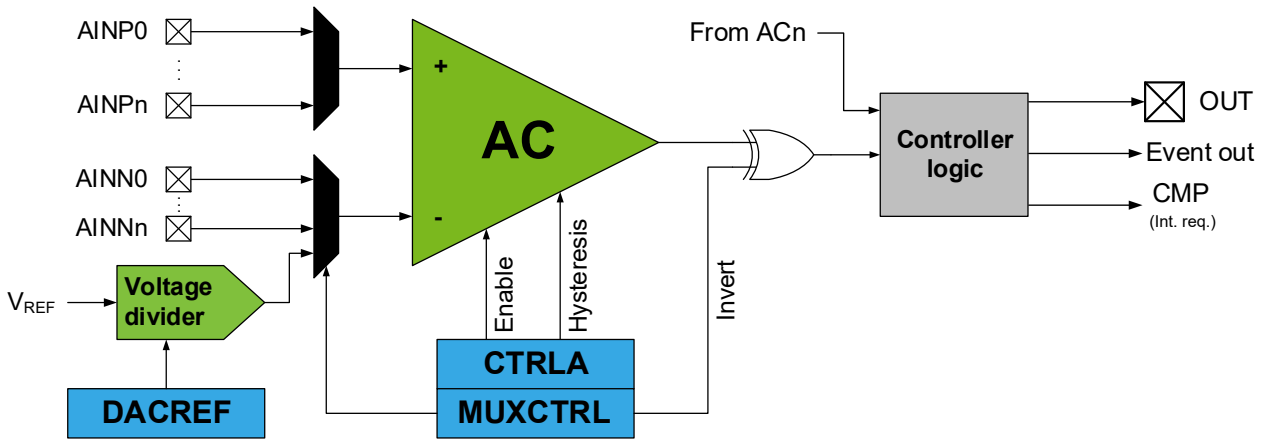 AINP0
AINPn
AINN0
AINNn
VREF
Voltage
divider
DACREF
+
AC
-
Enable
Hysteresis
CTRLA
MUXCTRL
Invert
From ACn
Controller
logic
OUT
Event out
CMP
(Int. req.)